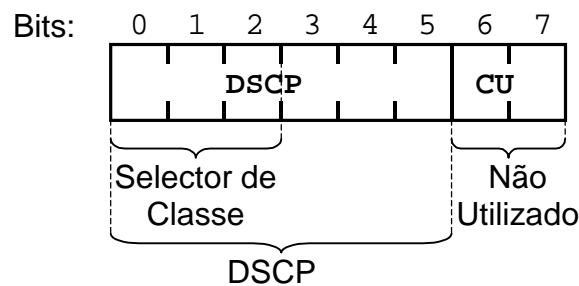 Bits: 0 1 2 3 4 5 6 7
DSCP CU
Selector de Classe
Não Utilizado
DSCP